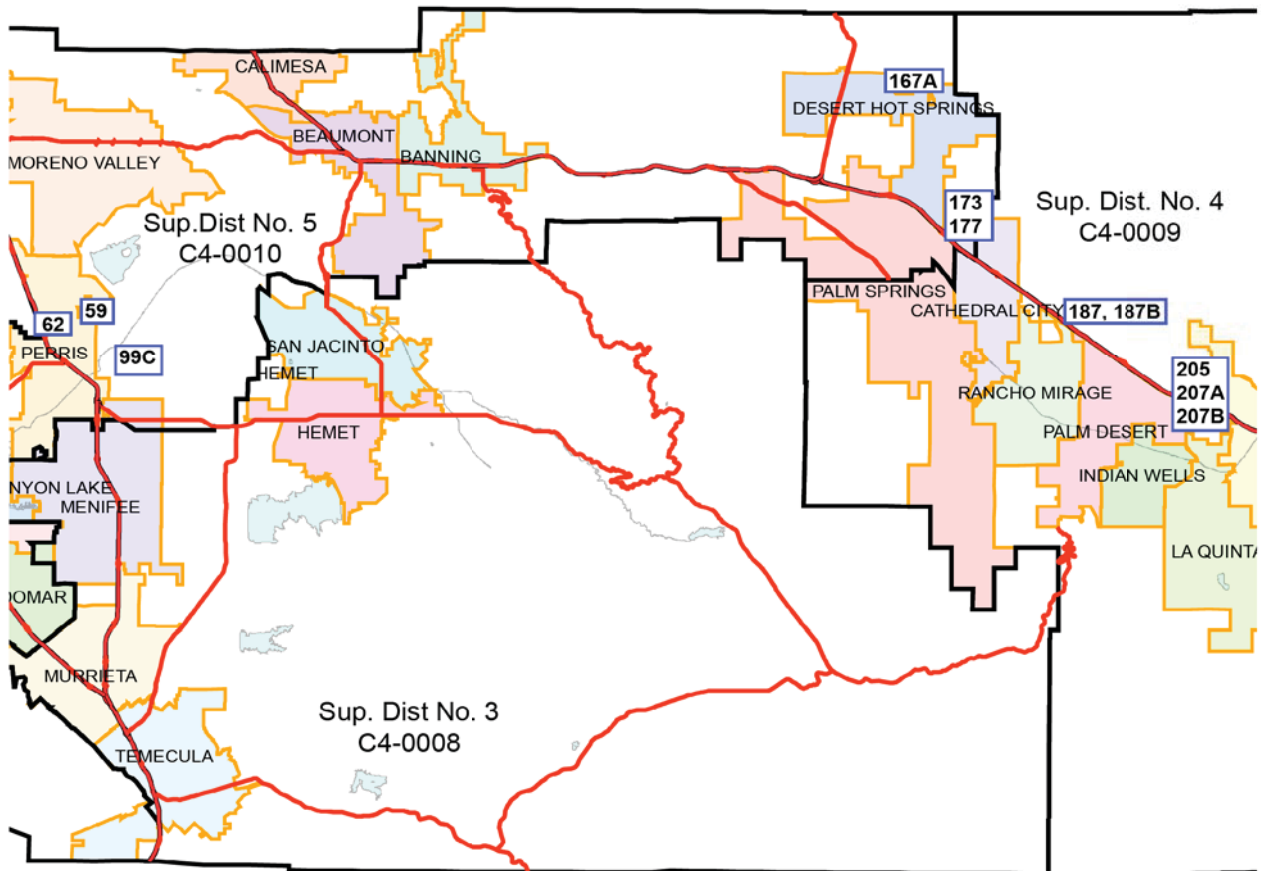 CALIMESA
167A
DESERT HOT SPRINGS
BEAUMONT
BANNING
MORENO VALLEY
Sup.Dist No. 5
C4-0010
173
177
Sup. Dist. No. 4
C4-0009
PALM SPRINGS
CATHEDRAL CITY
187, 187B
59
62
PERRIS
99C
SAN JACINTO
HEMET
205
207A
207B
RANCHO MIRAGE
HEMET
PALM DESERT
INDIAN WELLS
NYON LAKE
MENIFEE
LA QUINTA
DOMAR
MURRIETA
Sup. Dist No. 3
C4-0008
TEMECULA